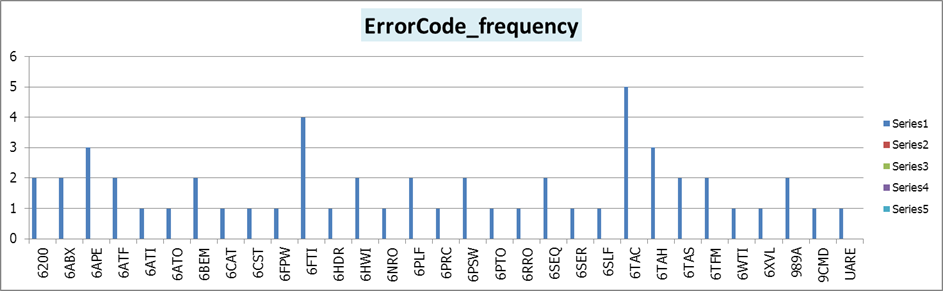 ErrorCode_frequency
6
5
4
3
2
1
0
6200
6ABX
6APE
6ATF
6ATI
6ATO
6BEM
6CAT
6CST
6FPW
6FTI
6HDR
6HWI
6NRO
6PLF
6PRC
6PSW
6PTO
6RRO
6SEQ
6SER
6SLF
6TAC
6TAH
6TAS
6TFM
6WTI
6XVL
989A
9CMD
UARE
Series1
Series2
Series3
Series4
Series5